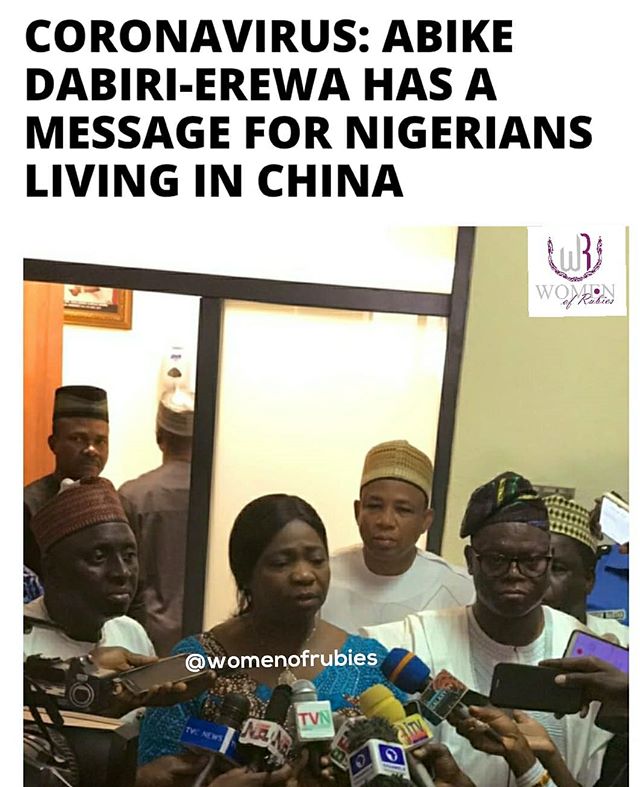 CORONAVIRUS: ABIKE
DABIRI-EREWA HAS A
MESSAGE FOR NIGERIANS
LIVING IN CHINA
WR
WOMEN
of Rubies
@womenofrubies
TVC NEWS
TVN
CHANNELS